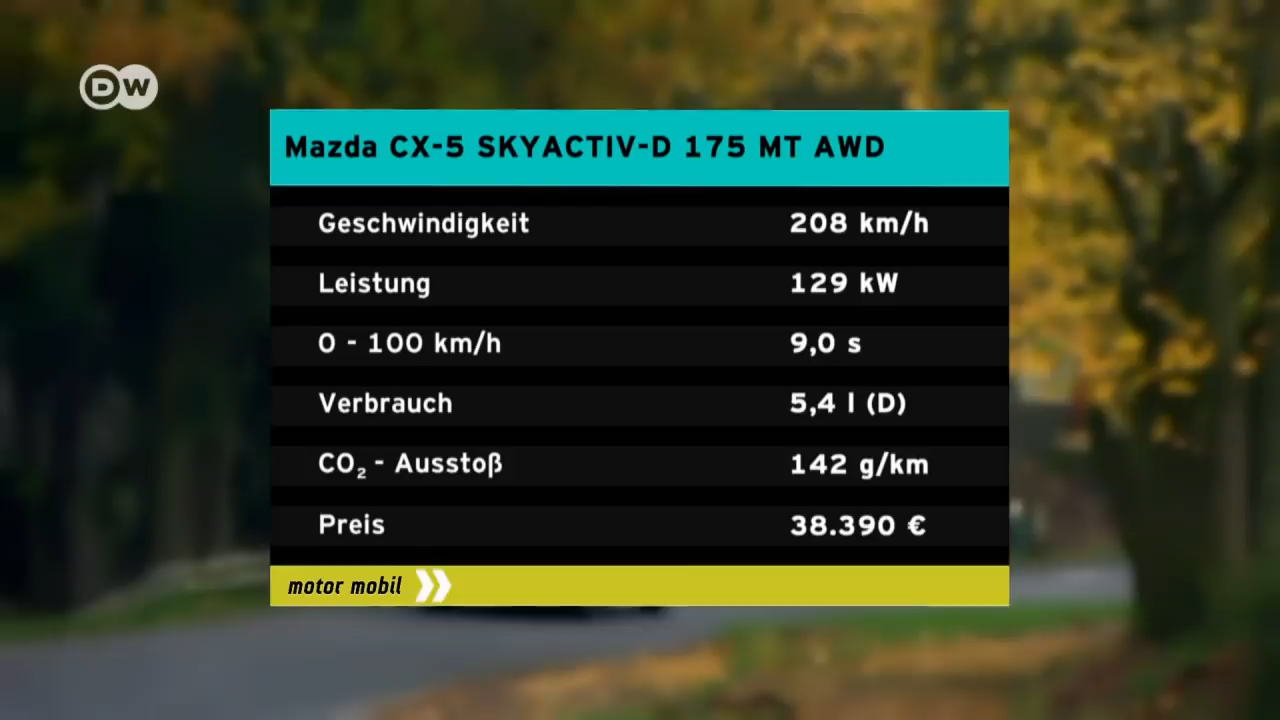 DW
Mazda CX-5 SKYACTIV-D 175 MT AWD
Geschwindigkeit 208 km/h
Leistung 129 kW
0 - 100 km/h 9,0 s
Verbrauch 5,4 l (D)
CO₂ - Ausstoß 142 g/km
Preis 38.390 €
motor mobil